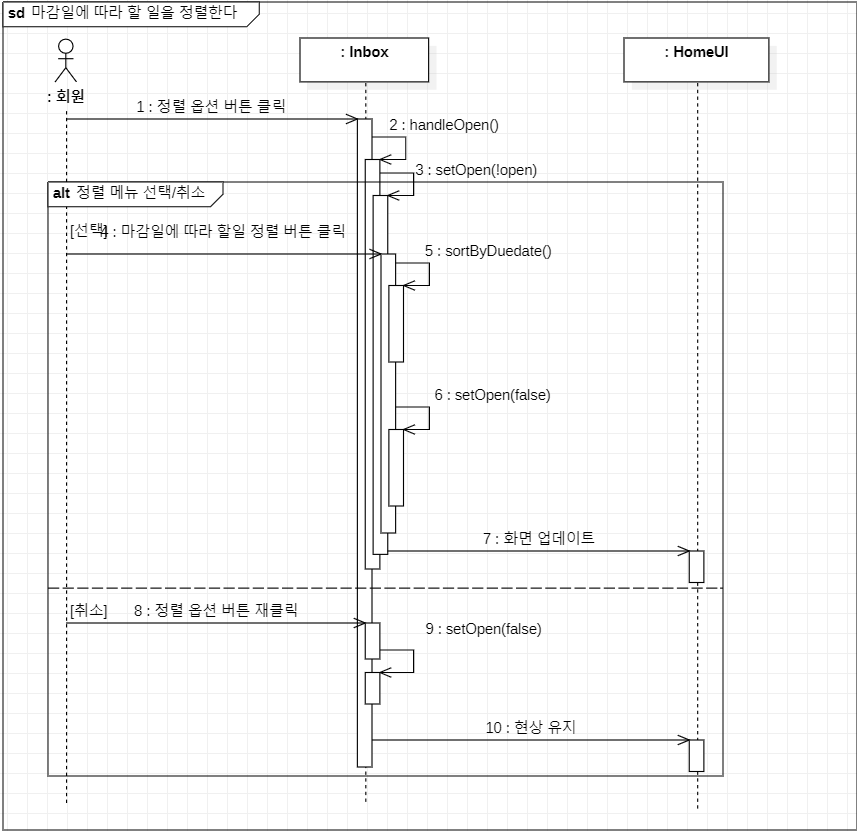 sd 마감일에 따라 할 일을 정렬한다
: 회원
: Inbox
: HomeUI
1 : 정렬 옵션 버튼 클릭
2 : handleOpen()
3 : setOpen(!open)
alt 정렬 메뉴 선택/취소
[선택]
4 : 마감일에 따라 할일 정렬 버튼 클릭
5 : sortByDuedate()
6 : setOpen(false)
7 : 화면 업데이트
[취소]
8 : 정렬 옵션 버튼 재클릭
9 : setOpen(false)
10 : 현상 유지